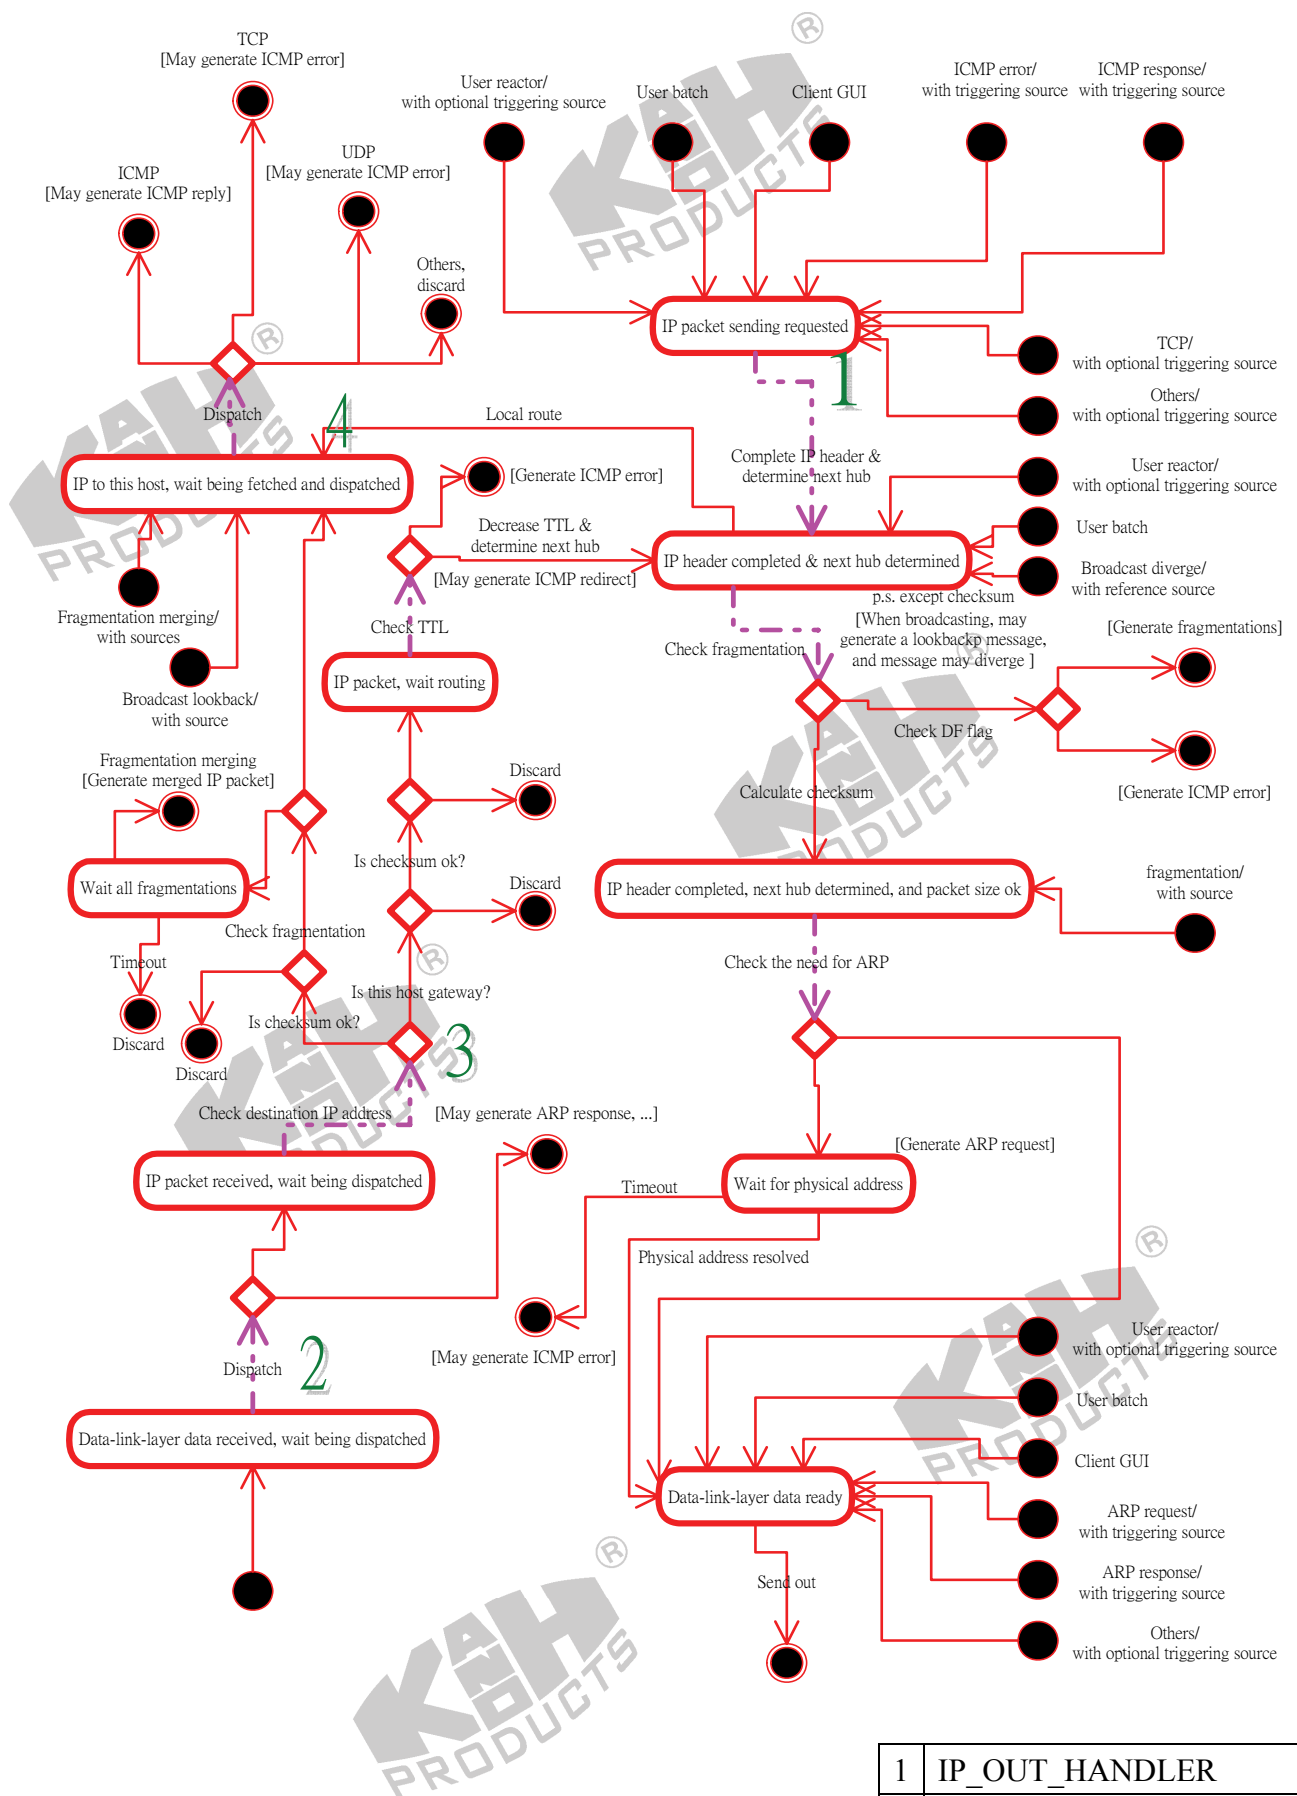 TCP
[May generate ICMP error]
User reactor/
with optional triggering source
User batch
Client GUI
ICMP error/
with triggering source
ICMP response/
with triggering source
ICMP
[May generate ICMP reply]
UDP
[May generate ICMP error]
Others,
discard
IP packet sending requested
1
TCP/
with optional triggering source
Others/
with optional triggering source
Dispatch
4
Local route
IP to this host, wait being fetched and dispatched
[Generate ICMP error]
Complete IP header &
determine next hub
User reactor/
with optional triggering source
User batch
Decrease TTL &
determine next hub
[May generate ICMP redirect]
IP header completed & next hub determined
Broadcast diverge/
with reference source
p.s. except checksum
[When broadcasting, may
generate a lookbackp message,
and message may diverge ]
Fragmentation merging/
with sources
Check TTL
Check fragmentation
[Generate fragmentations]
Broadcast lookback/
with source
IP packet, wait routing
Check DF flag
[Generate ICMP error]
Fragmentation merging
[Generate merged IP packet]
Discard
Calculate checksum
Is checksum ok?
Wait all fragmentations
Discard
IP header completed, next hub determined, and packet size ok
fragmentation/
with source
Check fragmentation
Timeout
Is this host gateway?
Check the need for ARP
Discard
Is checksum ok?
Discard
3
Check destination IP address
[May generate ARP response, ...]
[Generate ARP request]
IP packet received, wait being dispatched
Timeout
Wait for physical address
Physical address resolved
[May generate ICMP error]
Dispatch
2
User reactor/
with optional triggering source
User batch
Data-link-layer data received, wait being dispatched
Client GUI
Data-link-layer data ready
ARP request/
with triggering source
ARP response/
with triggering source
Send out
Others/
with optional triggering source
KAH AND NO PRODUCTS ®
1 IP_OUT_HANDLER